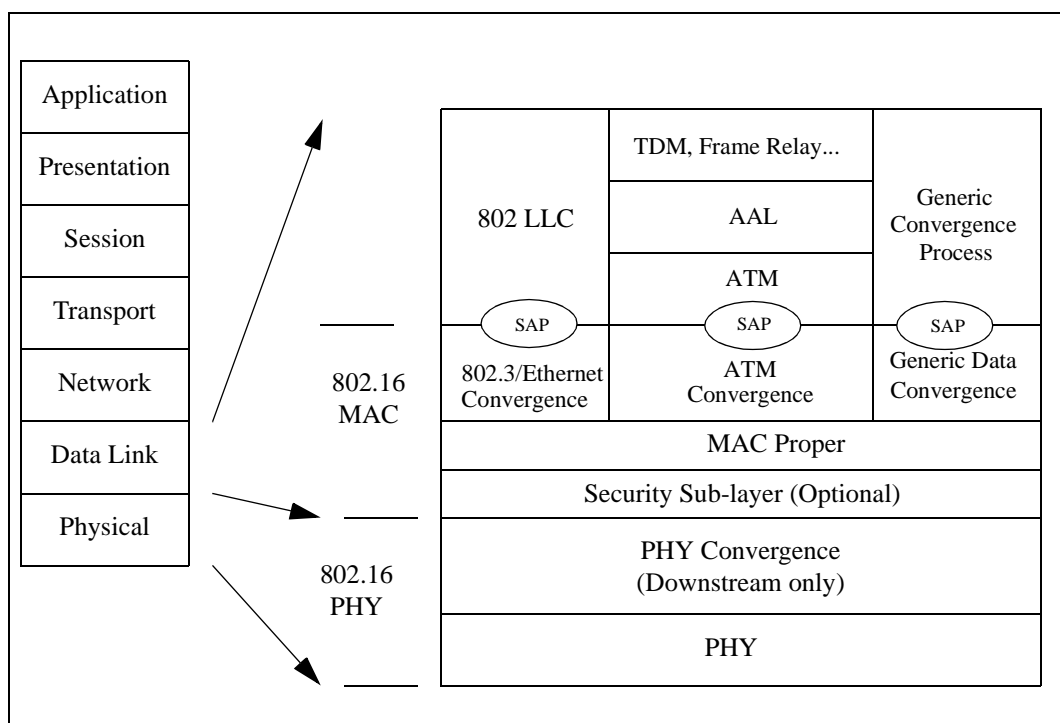 Application
Presentation
Session
Transport
Network
Data Link
Physical
802.16
MAC
802.16
PHY
802 LLC
TDM, Frame Relay...
AAL
ATM
Generic
Convergence
Process
SAP
SAP
SAP
802.3/Ethernet
Convergence
ATM
Convergence
Generic Data
Convergence
MAC Proper
Security Sub-layer (Optional)
PHY Convergence
(Downstream only)
PHY